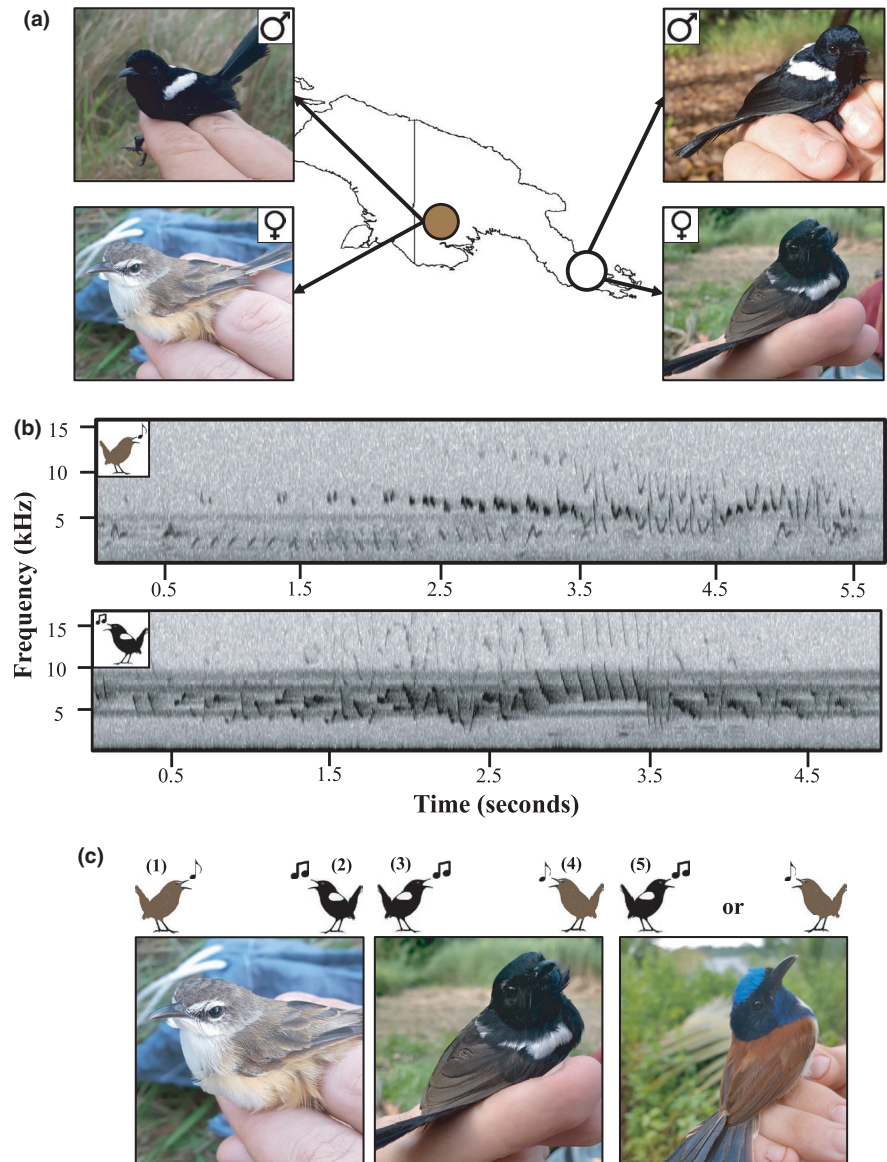 (a)
♂
♂
♀
♀
(b)
15
10
5
0.5 1.5 2.5 3.5 4.5 5.5
Frequency (kHz)
15
10
5
0.5 1.5 2.5 3.5 4.5
Time (seconds)
(c)
(1) (2) (3) (4) (5)
or